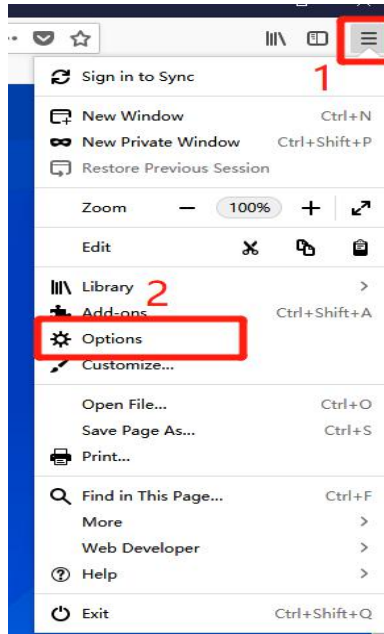 1
Sign in to Sync
New Window Ctrl+N
New Private Window Ctrl+Shift+P
Restore Previous Session
Zoom — 100% +
Edit
Library
2
Add-ons Ctrl+Shift+A
Options
Customize...
Open File... Ctrl+O
Save Page As... Ctrl+S
Print...
Find in This Page... Ctrl+F
More
Web Developer
Help
Exit Ctrl+Shift+Q